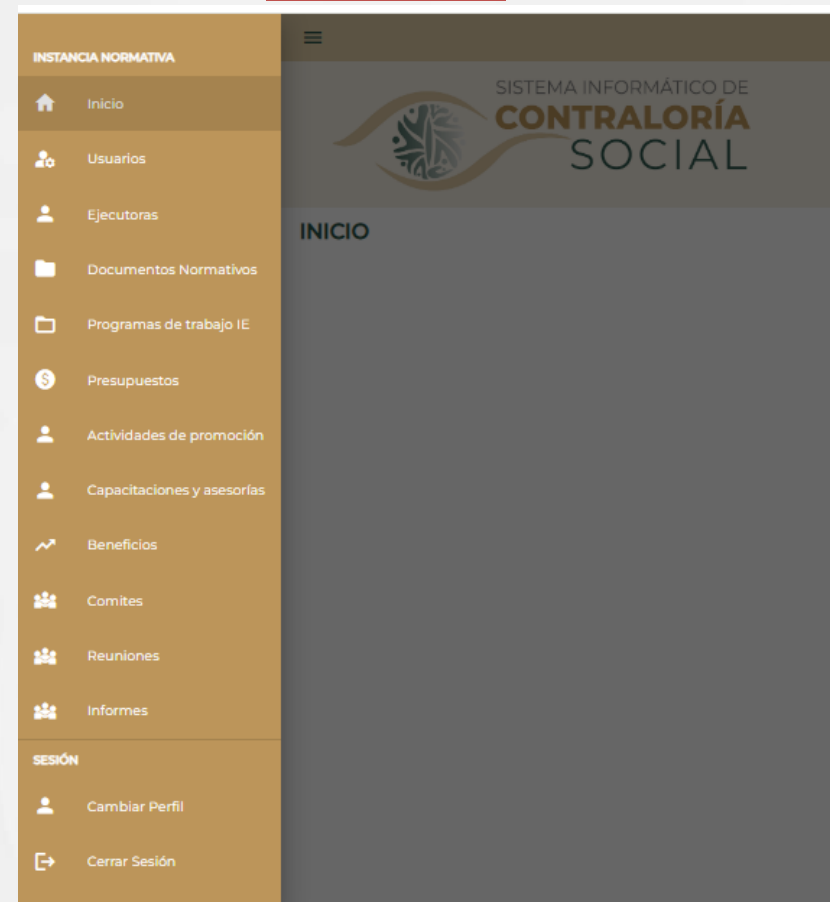 INSTANCIA NORMATIVA
Inicio
Usuarios
Ejecutoras
Documentos Normativos
Programas de trabajo IE
Presupuestos
Actividades de promoción
Capacitaciones y asesorías
Beneficios
Comites
Reuniones
Informes
SESIÓN
Cambiar Perfil
Cerrar Sesión
SISTEMA INFORMÁTICO DE
CONTRALORÍA
SOCIAL
INICIO